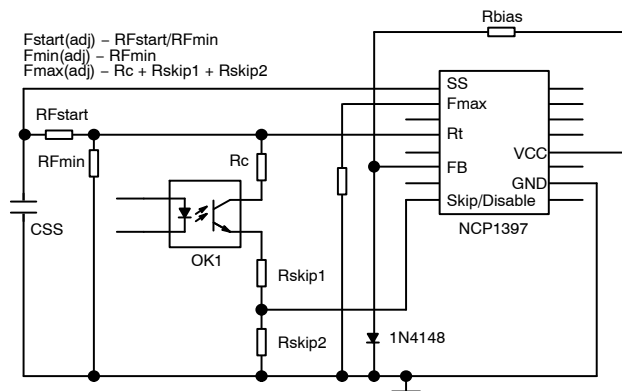 Rbias
Fstart(adj) − RFstart/RFmin
Fmin(adj) − RFmin
Fmax(adj) − Rc + Rskip1 + Rskip2
SS
Fmax
RFstart
Rt
RFmin
Rc
VCC
FB
GND
Skip/Disable
CSS
NCP1397
OK1
Rskip1
Rskip2
1N4148